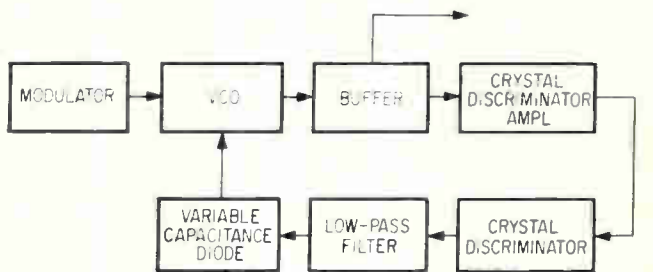 MODULATOR
VCO
BUFFER
CRYSTAL
DISCRIMINATOR
AMPL
VARIABLE
CAPACITANCE
DIODE
LOW-PASS
FILTER
CRYSTAL
DISCRIMINATOR